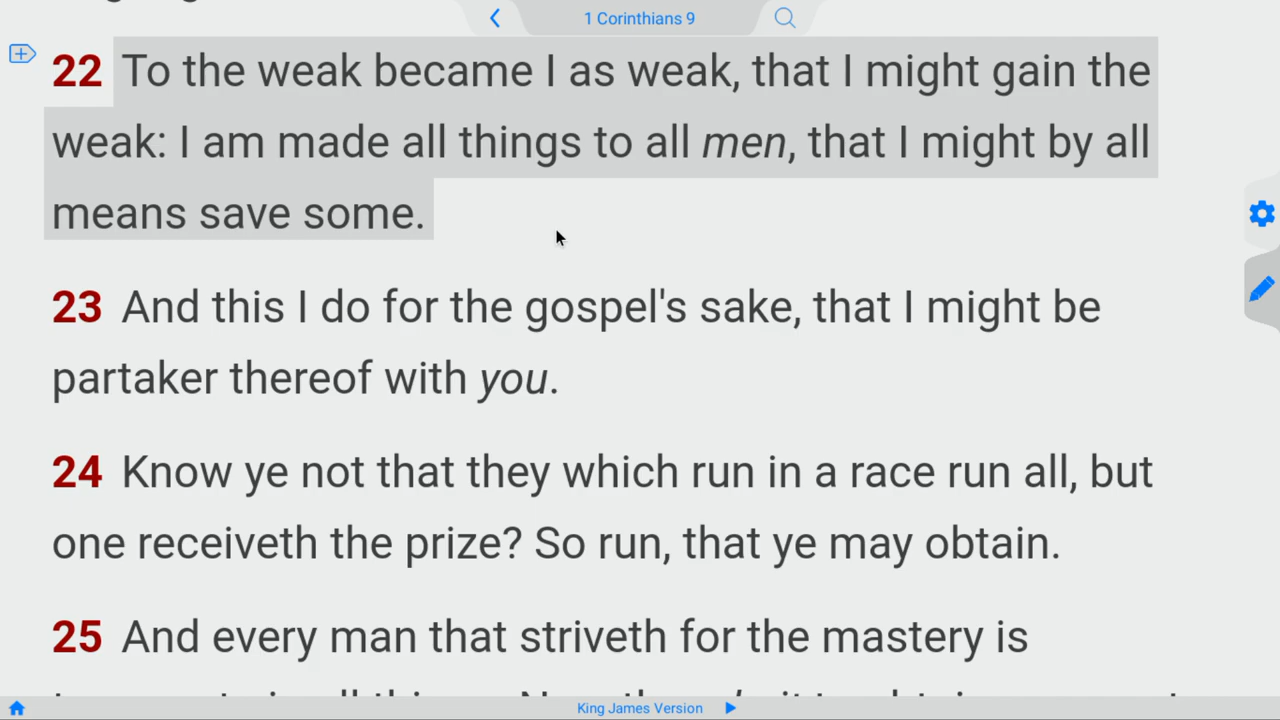 1 Corinthians 9
22 To the weak became I as weak, that I might gain the
weak: I am made all things to all men, that I might by all
means save some.
23 And this I do for the gospel's sake, that I might be
partaker thereof with you.
24 Know ye not that they which run in a race run all, but
one receiveth the prize? So run, that ye may obtain.
25 And every man that striveth for the mastery is
King James Version